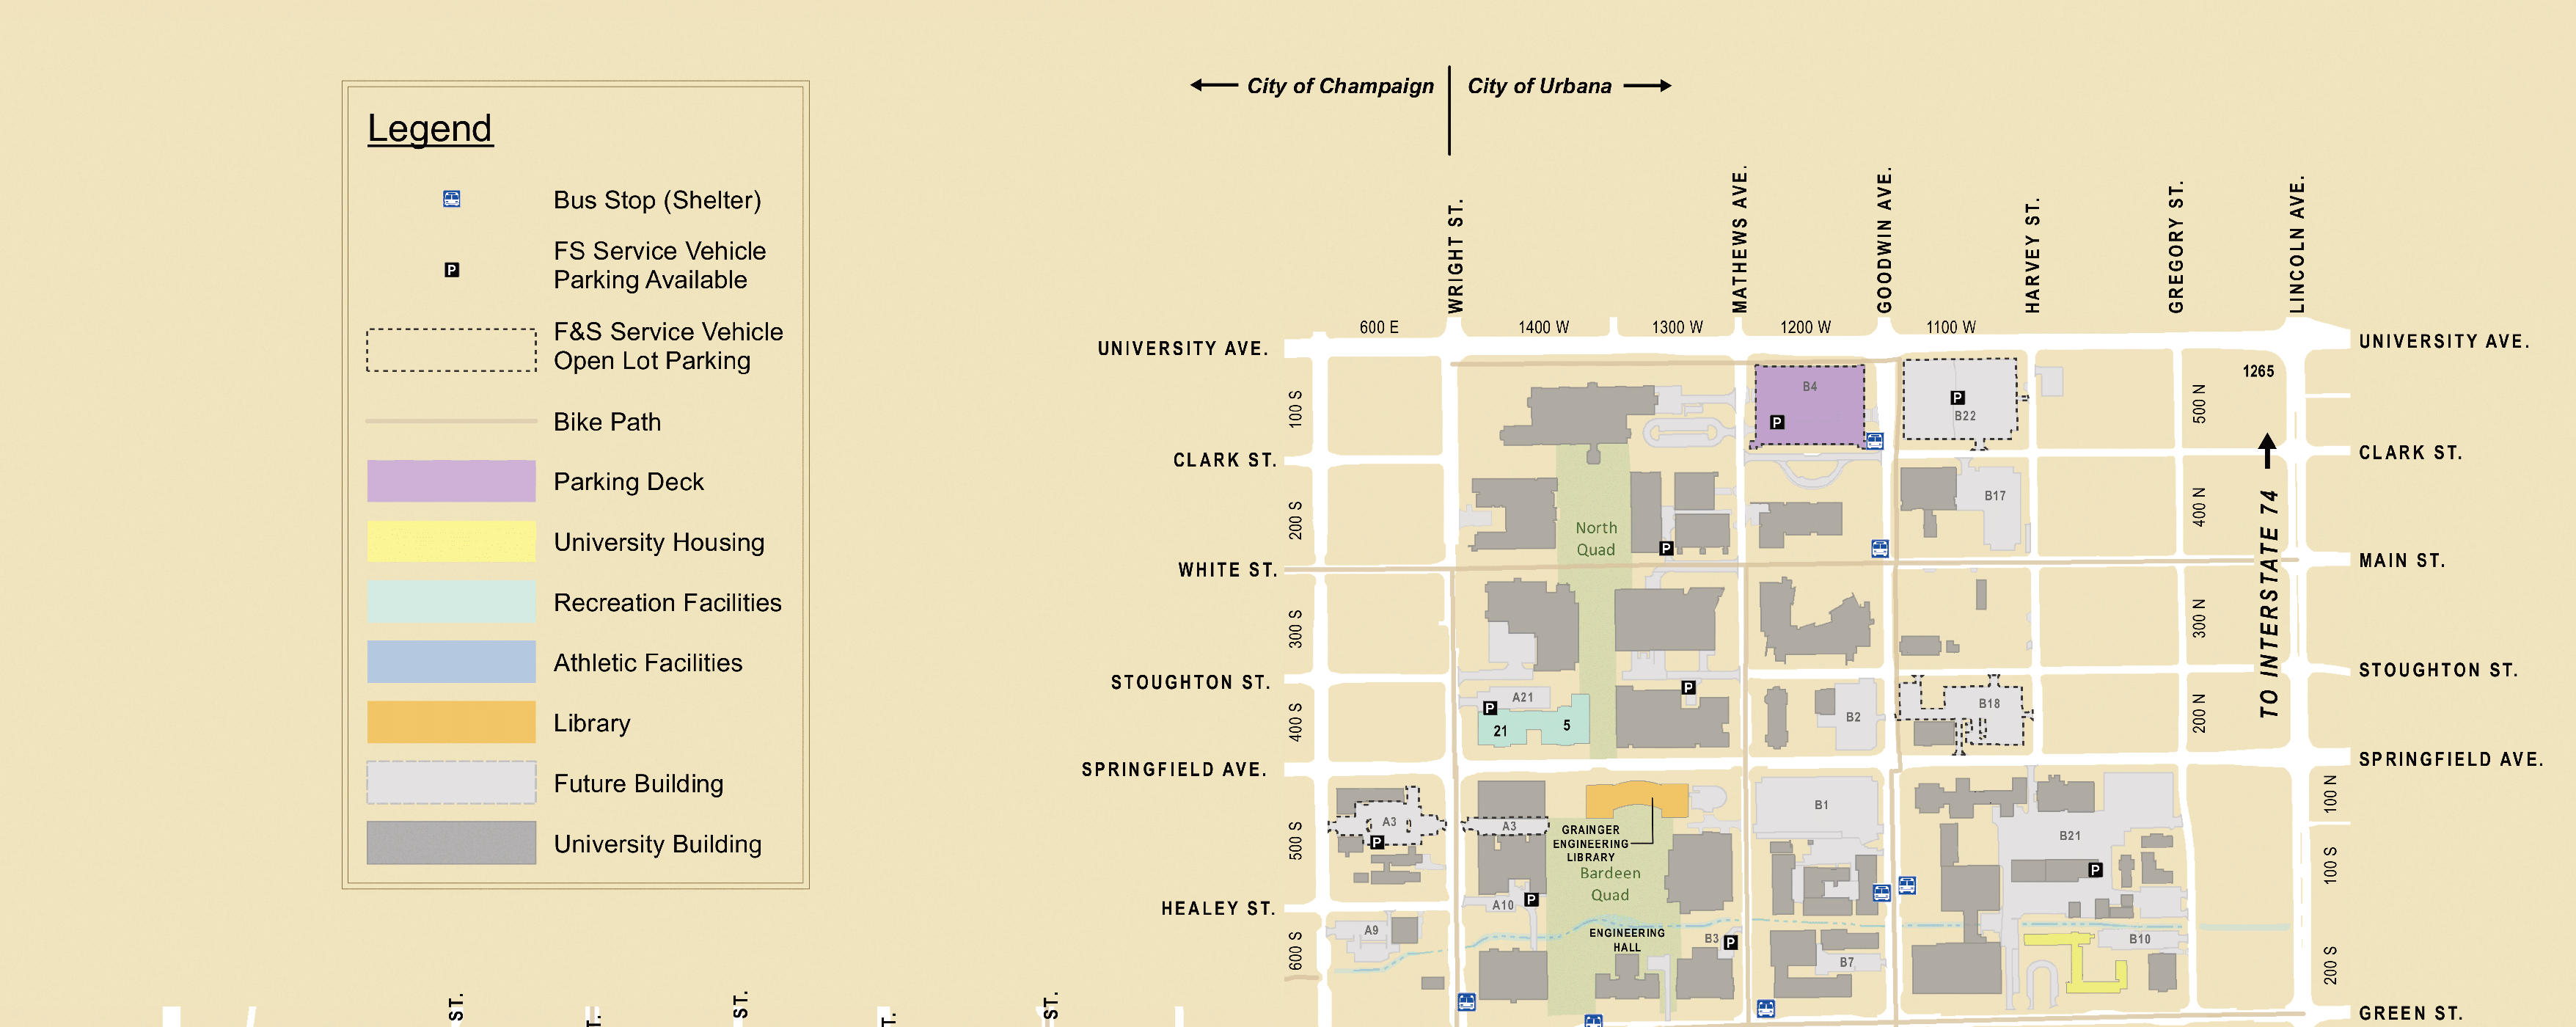 City of Champaign
City of Urbana
Legend
Bus Stop (Shelter)
P
FS Service Vehicle
Parking Available
F&S Service Vehicle
Open Lot Parking
Bike Path
Parking Deck
University Housing
Recreation Facilities
Athletic Facilities
Library
Future Building
University Building
WRIGHT ST.
MATHEWS AVE.
GOODWIN AVE.
HARVEY ST.
GREGORY ST.
LINCOLN AVE.
600 E
1400 W
1300 W
1200 W
1100 W
UNIVERSITY AVE.
UNIVERSITY AVE.
1265
B4
P
P
B22
100 S
500 N
CLARK ST.
CLARK ST.
B17
200 S
400 N
North
Quad
P
TO INTERSTATE 74
WHITE ST.
MAIN ST.
300 S
300 N
STOUGHTON ST.
STOUGHTON ST.
A21
P
P
21
5
B2
B18
400 S
200 N
SPRINGFIELD AVE.
SPRINGFIELD AVE.
A3
P
A3
GRAINGER
ENGINEERING
LIBRARY
B1
B21
100 N
500 S
Bardeen
Quad
P
100 S
HEALEY ST.
A10
P
A9
ENGINEERING
HALL
B3
P
B7
B10
600 S
200 S
GREEN ST.
ST.
T.
ST.
T.
ST.